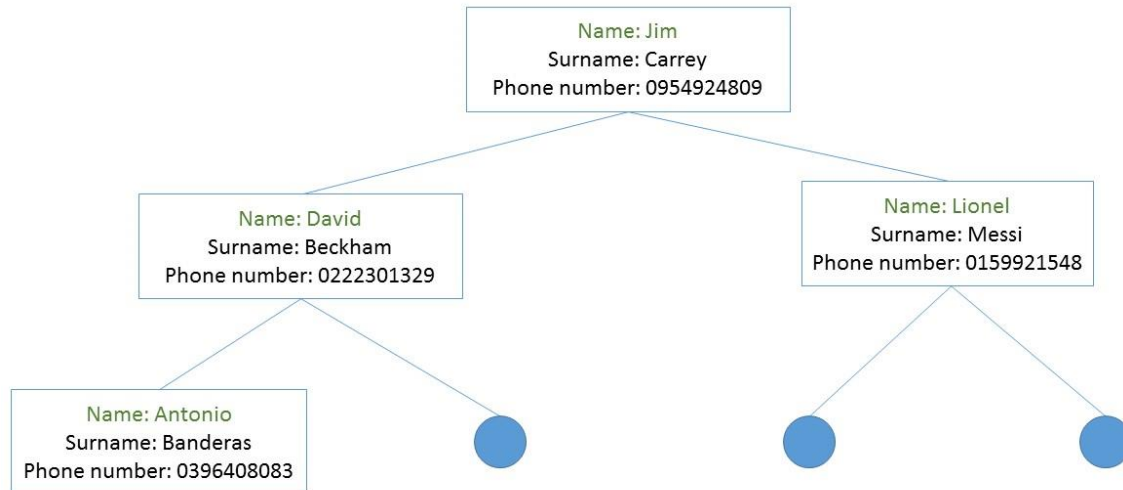 Name: Jim
Surname: Carrey
Phone number: 0954924809
Name: David
Surname: Beckham
Phone number: 0222301329
Name: Lionel
Surname: Messi
Phone number: 0159921548
Name: Antonio
Surname: Banderas
Phone number: 0396408083